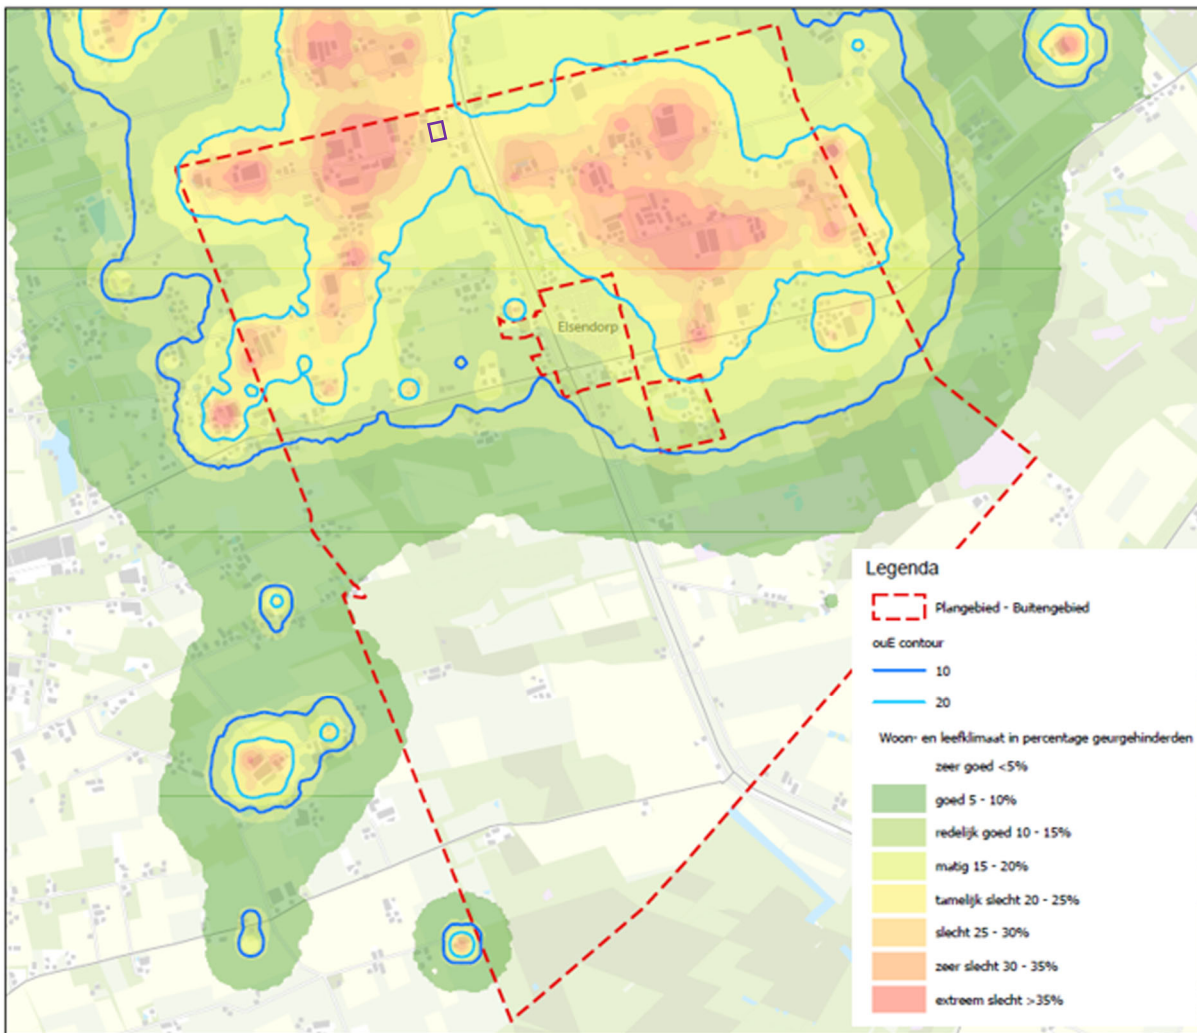 Elsendorp
Legenda
Plangebied - Buitengebied
ouE contour
10
20
Woon- en leefklimaat in percentage geurgehinderden
zeer goed <5%
goed 5 - 10%
redelijk goed 10 - 15%
matig 15 - 20%
tamelijk slecht 20 - 25%
slecht 25 - 30%
zeer slecht 30 - 35%
extreem slecht >35%